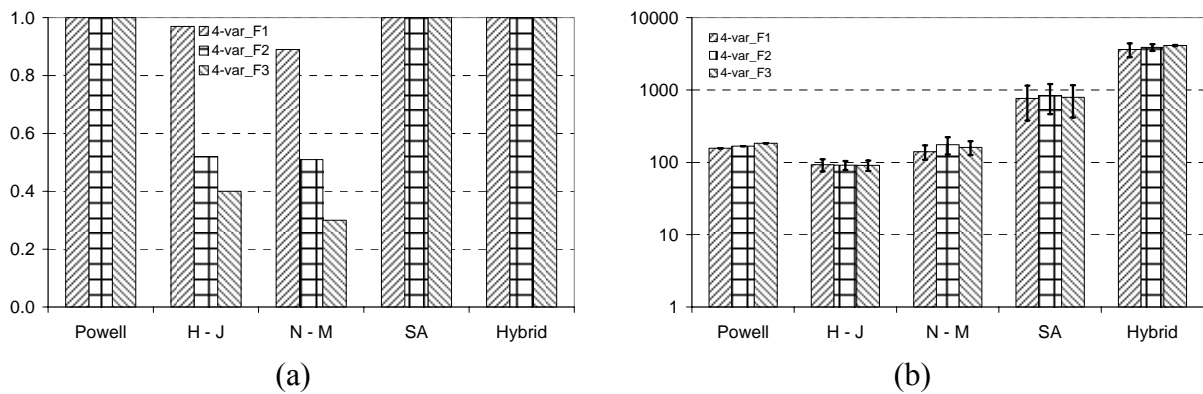 1.0
0.8
0.6
0.4
0.2
0.0
4-var_F1
4-var_F2
4-var_F3
Powell
H - J
N - M
SA
Hybrid
(a)
10000
1000
100
10
1
4-var_F1
4-var_F2
4-var_F3
Powell
H - J
N - M
SA
Hybrid
(b)